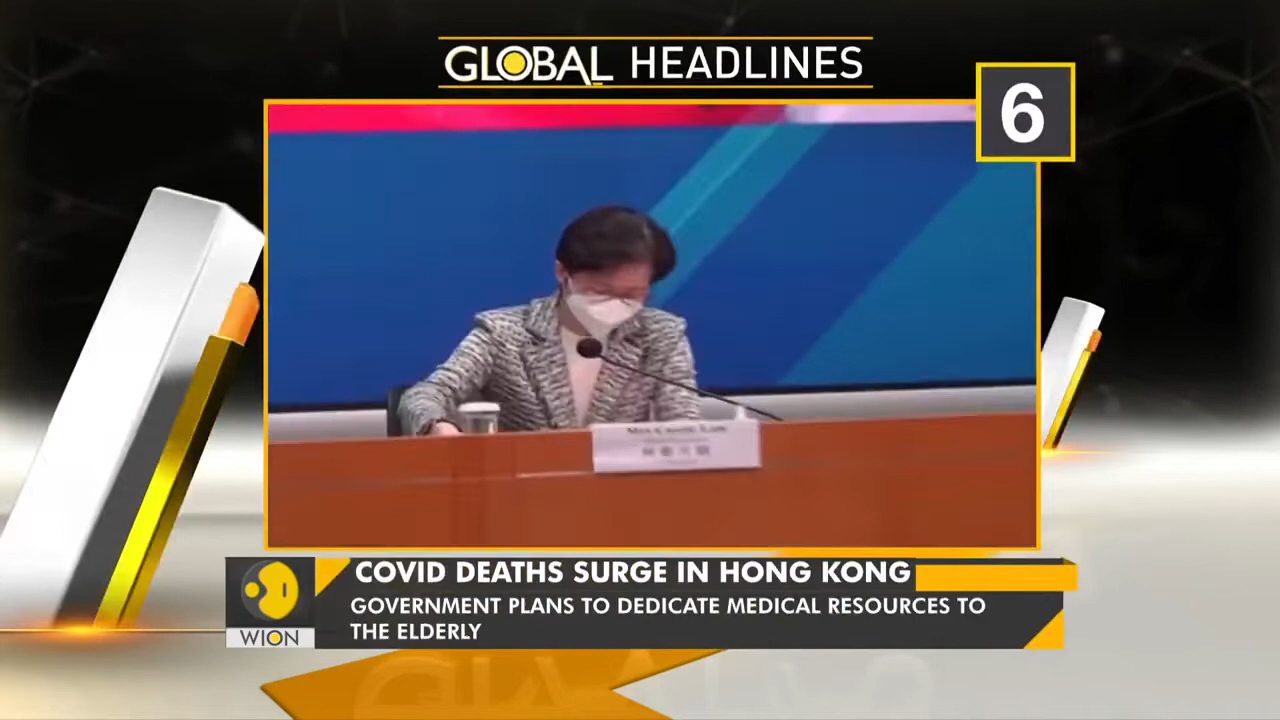 GLOBAL HEADLINES
6
COVID DEATHS SURGE IN HONG KONG
GOVERNMENT PLANS TO DEDICATE MEDICAL RESOURCES TO
THE ELDERLY
WION